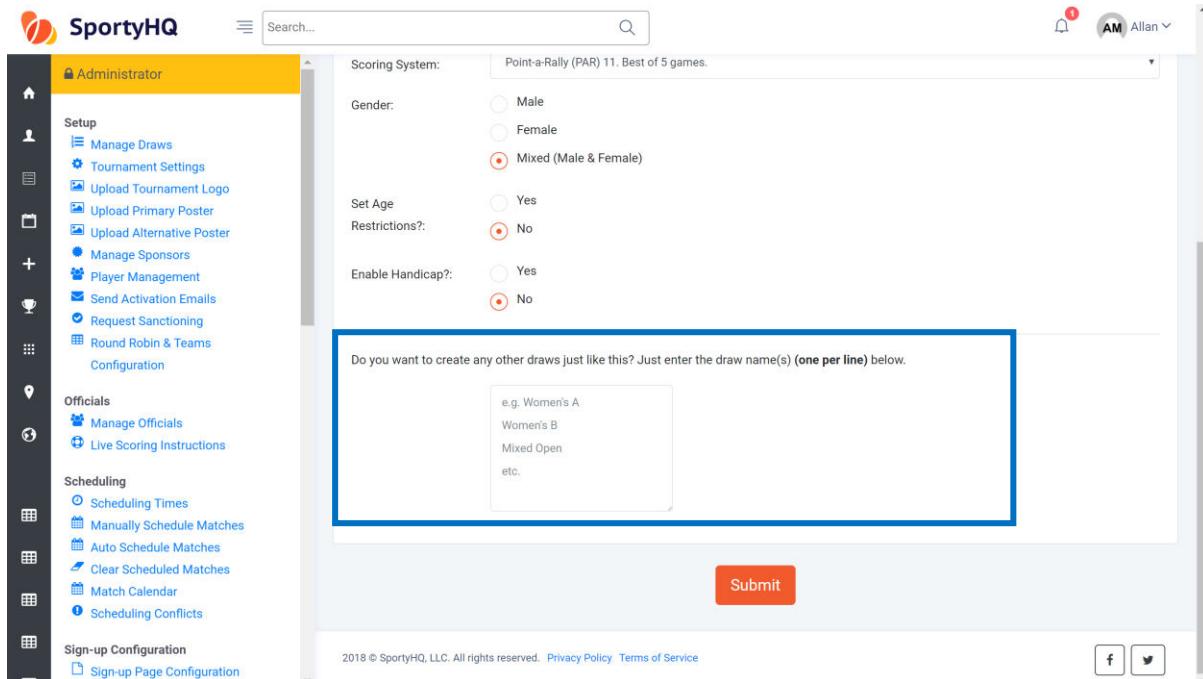 SportyHQ
Search...
1
AM Allan
Administrator
Setup
Manage Draws
Tournament Settings
Upload Tournament Logo
Upload Primary Poster
Upload Alternative Poster
Manage Sponsors
Player Management
Send Activation Emails
Request Sanctioning
Round Robin & Teams
Configuration
Officials
Manage Officials
Live Scoring Instructions
Scheduling
Scheduling Times
Manually Schedule Matches
Auto Schedule Matches
Clear Scheduled Matches
Match Calendar
Scheduling Conflicts
Sign-up Configuration
Sign-up Page Configuration
Scoring System: Point-a-Rally (PAR) 11. Best of 5 games.
Gender: Male
Female
Mixed (Male & Female)
Set Age
Restrictions?:
Yes
No
Enable Handicap?: Yes
No
Do you want to create any other draws just like this? Just enter the draw name(s) (one per line) below.
e.g. Women's A
Women's B
Mixed Open
etc.
Submit
2018 © SportyHQ, LLC. All rights reserved. Privacy Policy Terms of Service